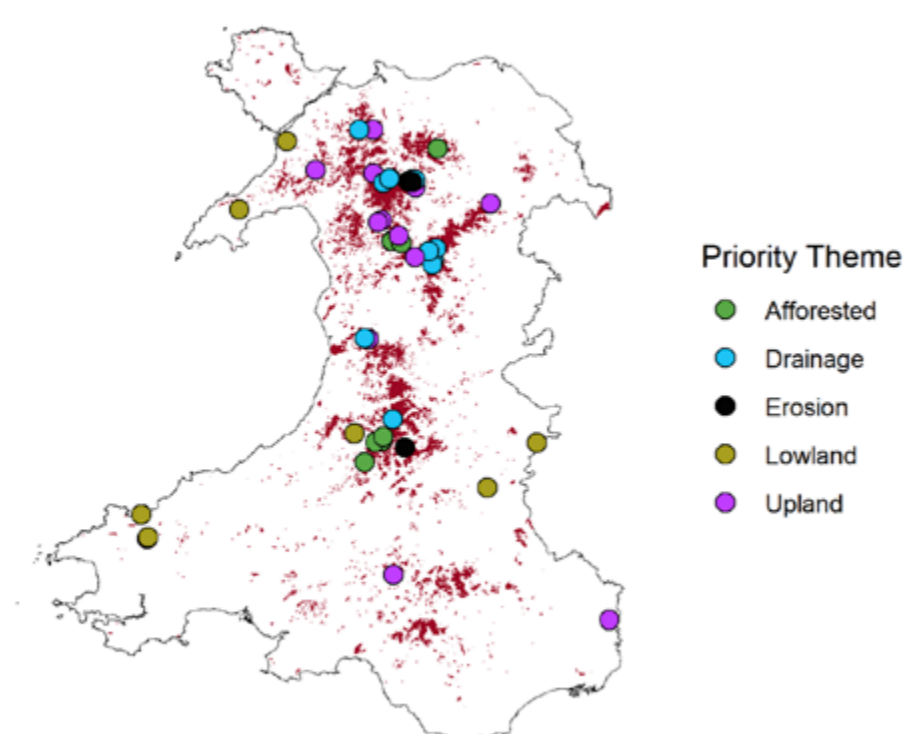 Priority Theme
Afforested
Drainage
Erosion
Lowland
Upland